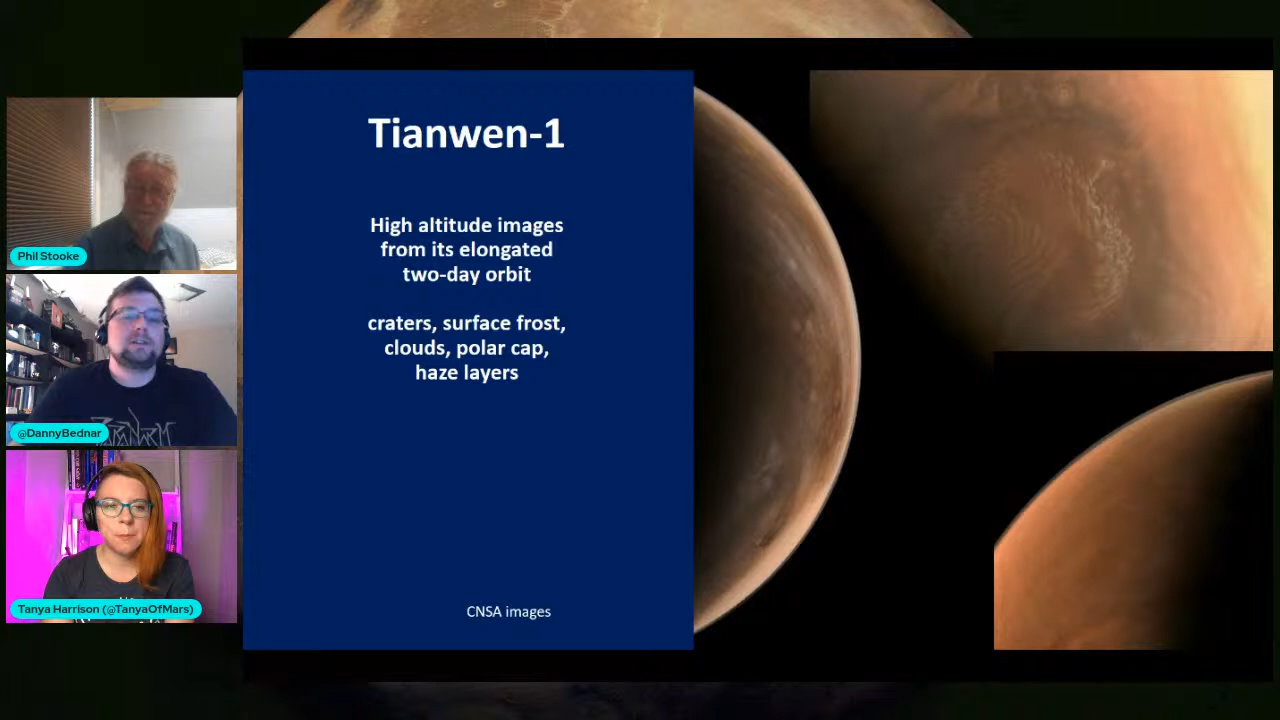 Tianwen-1
High altitude images
from its elongated
two-day orbit
craters, surface frost,
clouds, polar cap,
haze layers
CNSA images
Phil Stooke
@DannyBednar
Tanya Harrison (@TanyaOfMars)